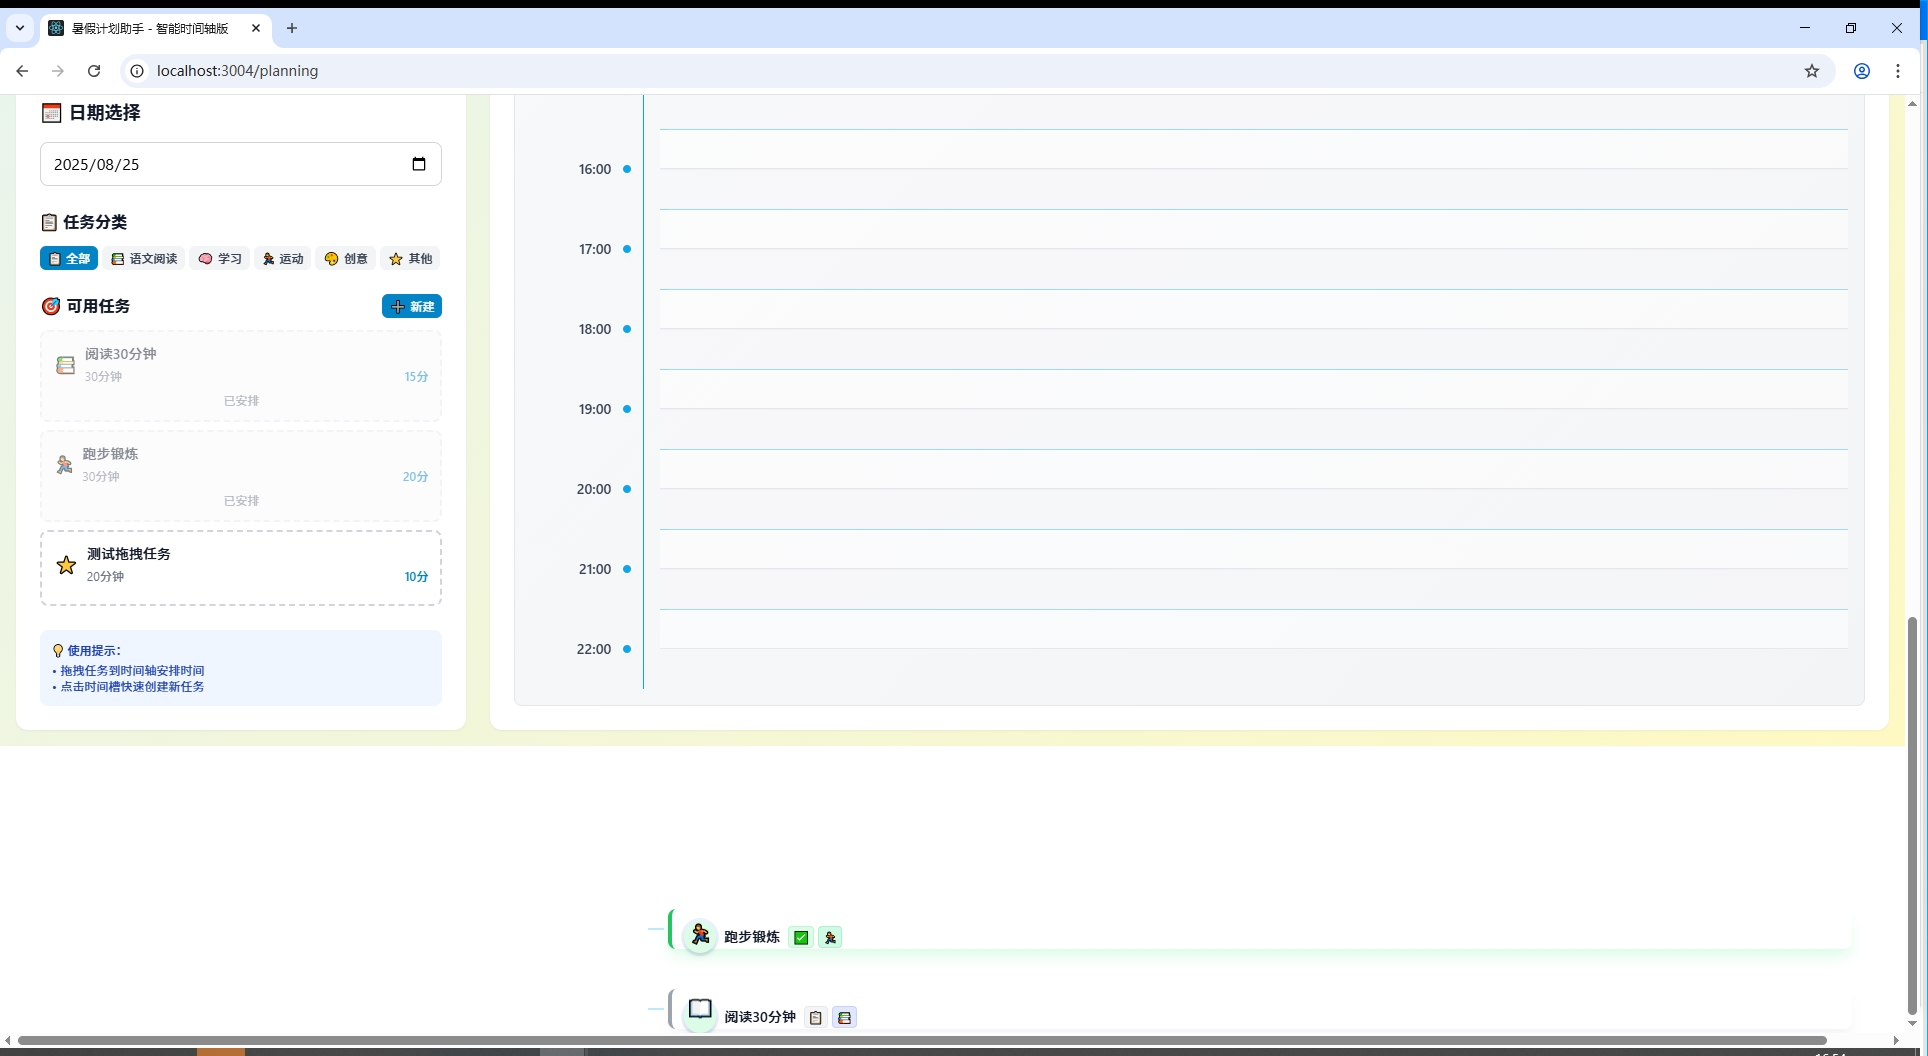 暑假计划助手 - 智能时间轴版
localhost:3004/planning
日期选择
2025/08/25
任务分类
全部 语文阅读 学习 运动 创意 其他
可用任务 新建
阅读30分钟
30分钟 15分
已安排
跑步锻炼
30分钟 20分
已安排
测试拖拽任务
20分钟 10分
使用提示：
• 拖拽任务到时间轴安排时间
• 点击时间槽快速创建新任务
16:00
17:00
18:00
19:00
20:00
21:00
22:00
跑步锻炼
阅读30分钟